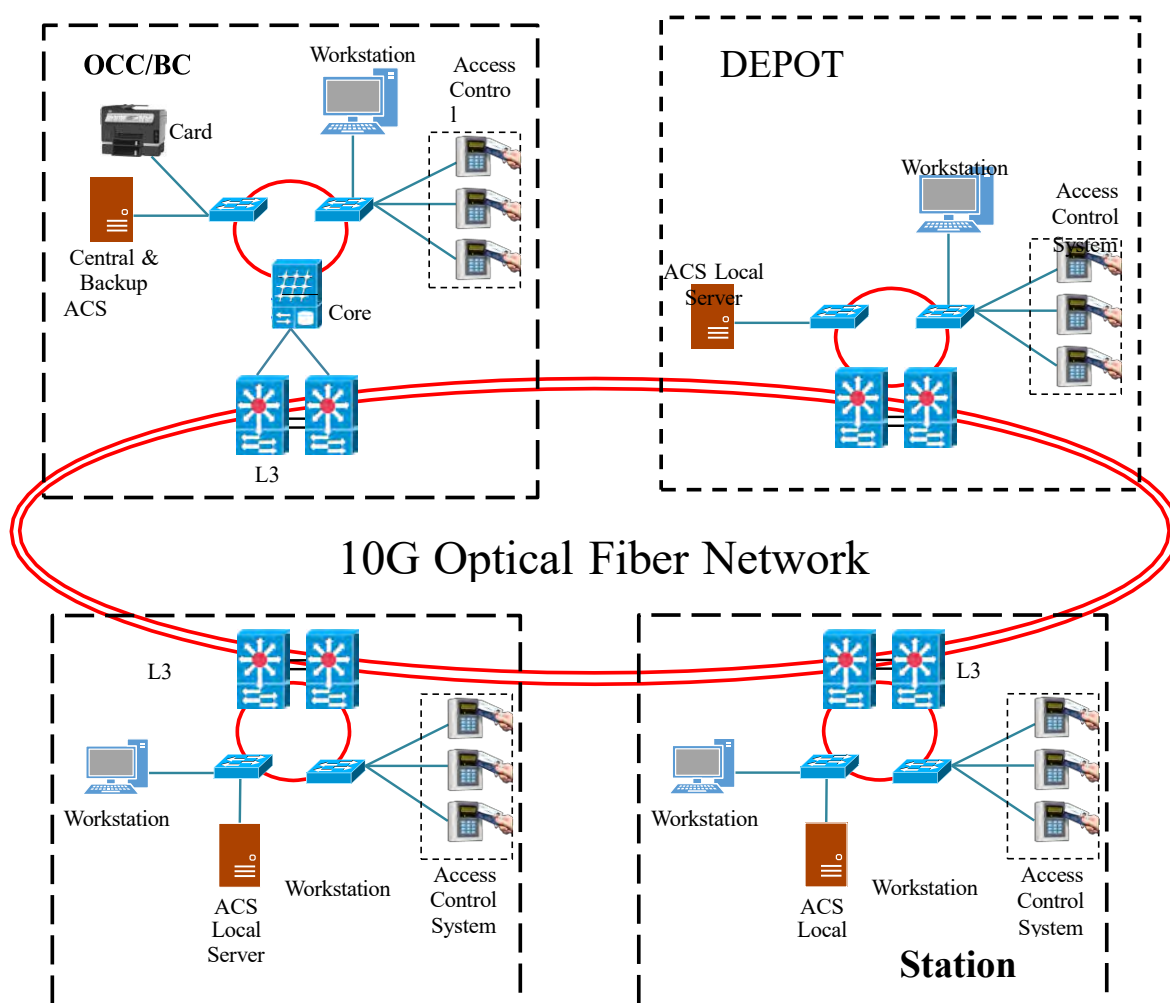 OCC/BC
Workstation
Access
Contro
l
Card
Central &
Backup
ACS
Core
L3
DEPOT
Workstation
Access
Control
System
ACS Local
Server
10G Optical Fiber Network
L3
Workstation
ACS
Local
Server
Workstation
Access
Control
System
L3
Workstation
ACS
Local
Workstation
Access
Control
System
Station